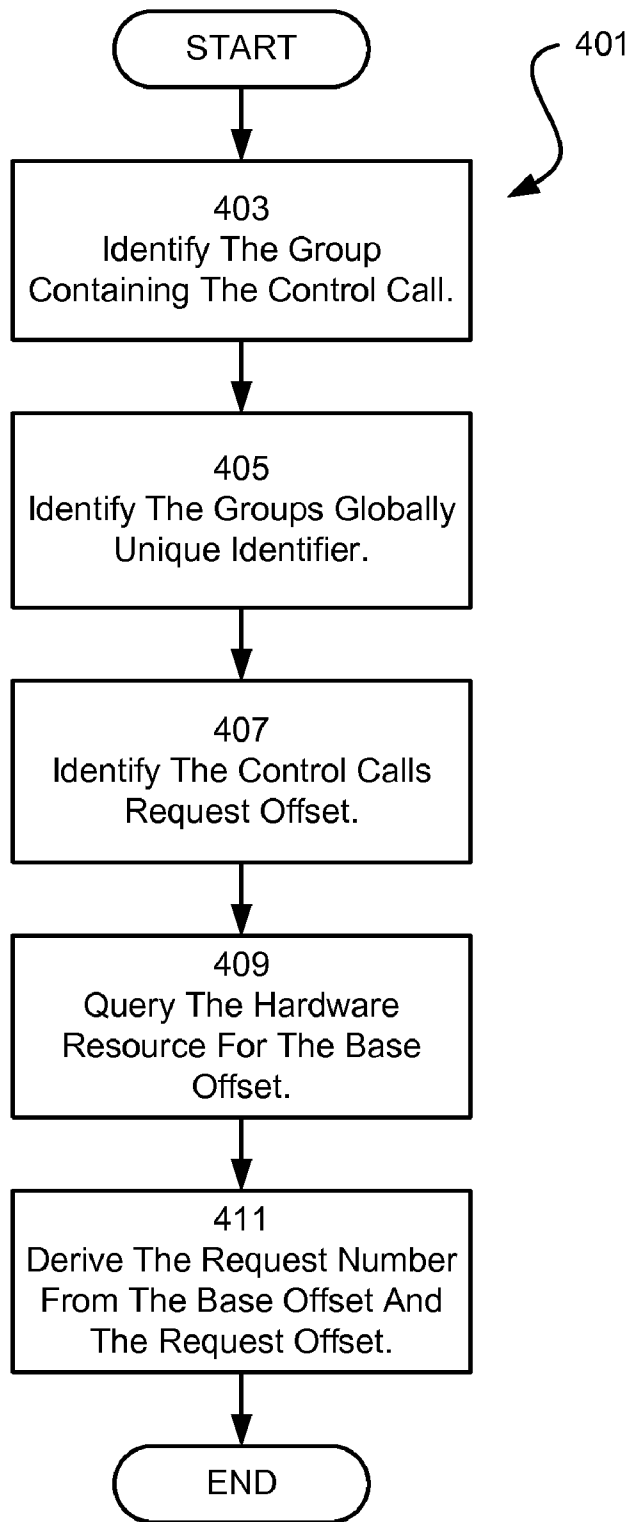 START
401
403
Identify The Group
Containing The Control Call.
405
Identify The Groups Globally
Unique Identifier.
407
Identify The Control Calls
Request Offset.
409
Query The Hardware
Resource For The Base
Offset.
411
Derive The Request Number
From The Base Offset And
The Request Offset.
END